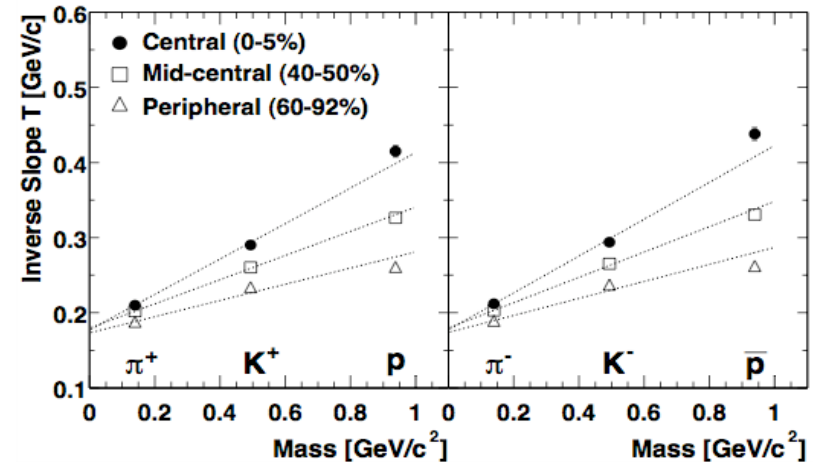 Inverse Slope T [GeV/c]
0.6
0.5
0.4
0.3
0.2
0.1
Central (0-5%)
Mid-central (40-50%)
Peripheral (60-92%)
π⁺ K⁺ p
π⁻ K⁻ p̅
0 0.2 0.4 0.6 0.8 1 0 0.2 0.4 0.6 0.8 1
Mass [GeV/c²] Mass [GeV/c²]